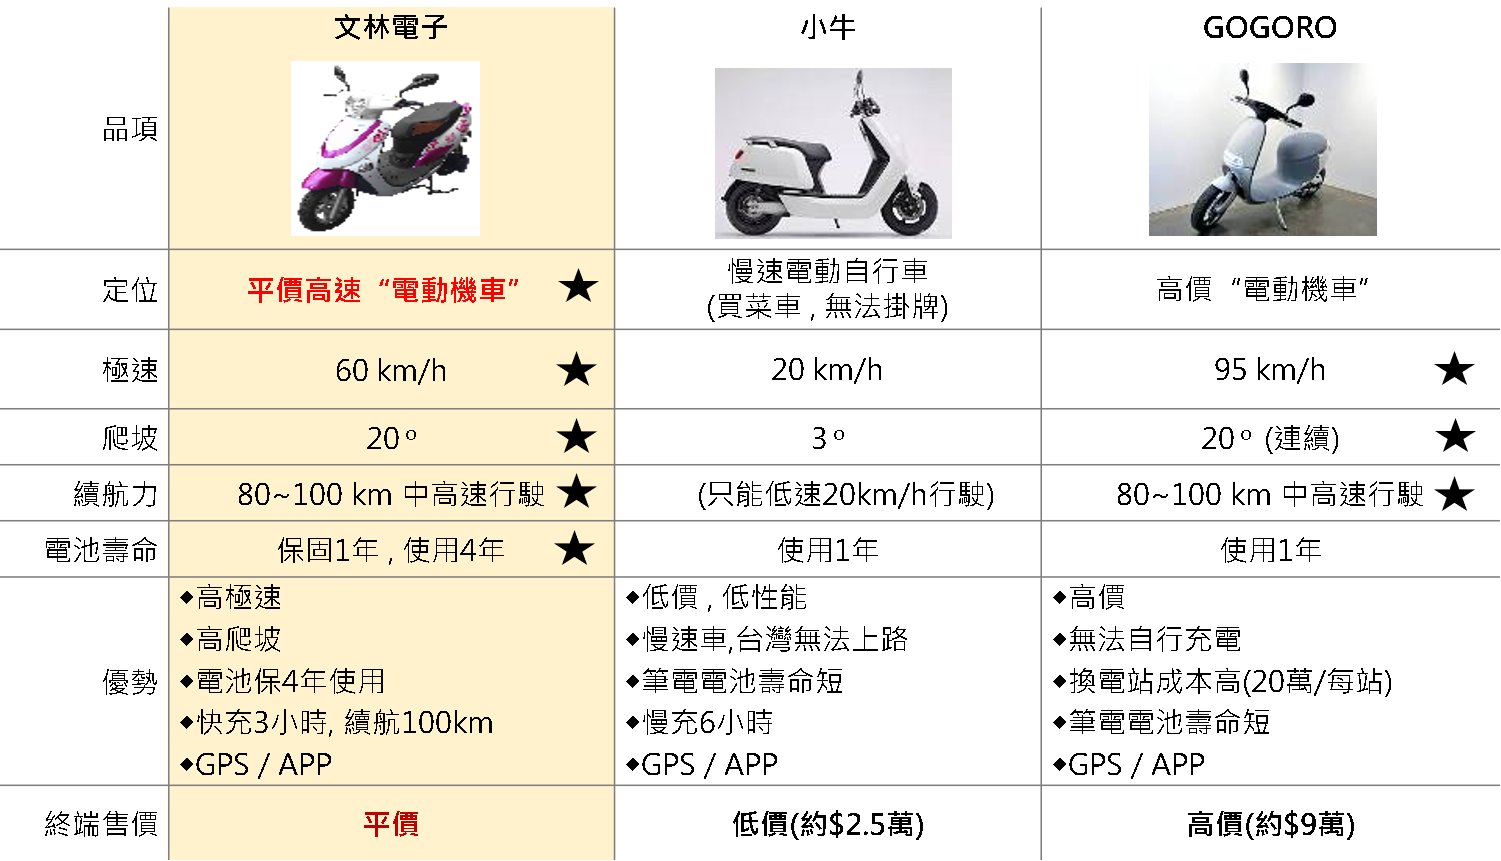 文林電子
小牛
GOGORO
品項
定位
平價高速“電動機車” ★
慢速電動自行車
(買菜車 , 無法掛牌)
高價“電動機車”
極速
60 km/h ★
20 km/h
95 km/h ★
爬坡
20 º ★
3 º
20 º (連續) ★
續航力
80~100 km 中高速行駛 ★
(只能低速20km/h行駛)
80~100 km 中高速行駛 ★
電池壽命
保固1年 , 使用4年 ★
使用1年
使用1年
優勢
◆高極速
◆高爬坡
◆電池保4年使用
◆快充3小時, 續航100km
◆GPS / APP
◆低價 , 低性能
◆慢速車,台灣無法上路
◆筆電電池壽命短
◆慢充6小時
◆GPS / APP
◆高價
◆無法自行充電
◆換電站成本高(20萬/每站)
◆筆電電池壽命短
◆GPS / APP
終端售價
平價
低價(約$2.5萬)
高價(約$9萬)